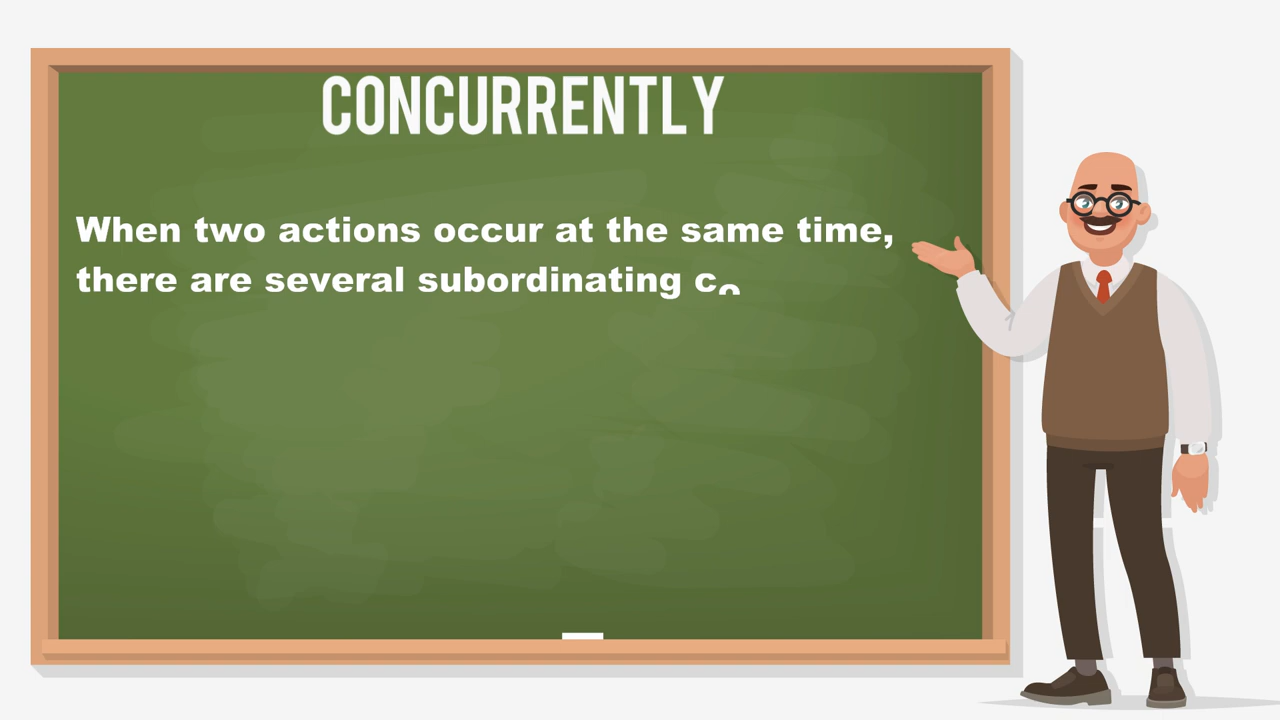 CONCURRENTLY
When two actions occur at the same time,
there are several subordinating